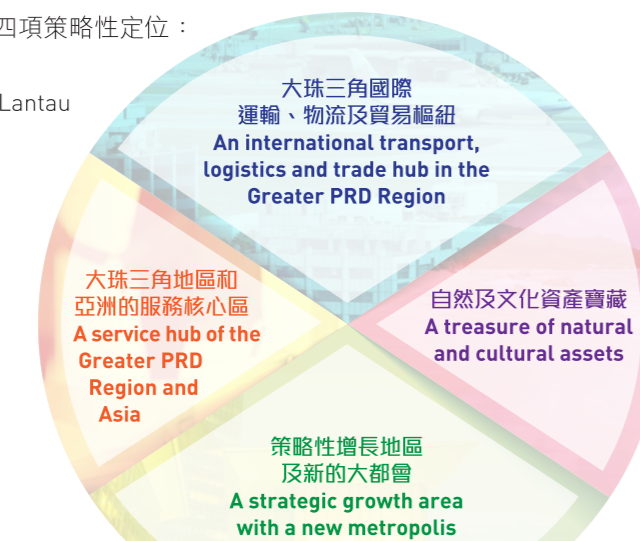 四項策略性定位：
Lantau
大珠三角國際
運輸、物流及貿易樞紐
An international transport,
logistics and trade hub in the
Greater PRD Region
大珠三角地區和
亞洲的服務核心區
A service hub of the
Greater PRD
Region and
Asia
自然及文化資產寶藏
A treasure of natural
and cultural assets
策略性增長地區
及新的大都會
A strategic growth area
with a new metropolis